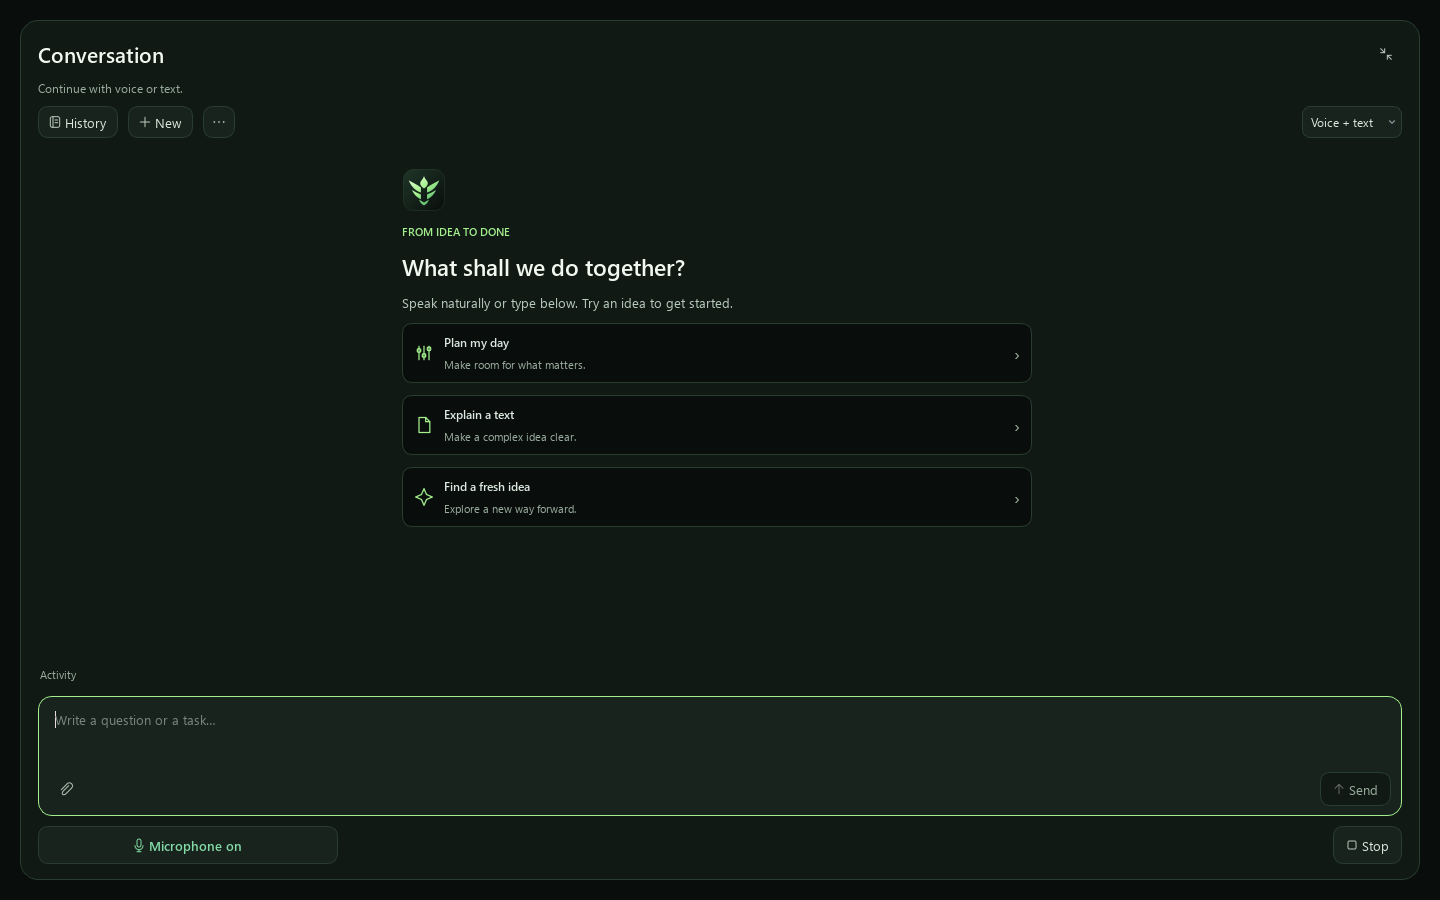 Conversation
Continue with voice or text.
History
New
Voice + text
FROM IDEA TO DONE
What shall we do together?
Speak naturally or type below. Try an idea to get started.
Plan my day
Make room for what matters.
Explain a text
Make a complex idea clear.
Find a fresh idea
Explore a new way forward.
Activity
Write a question or a task...
Send
Microphone on
Stop